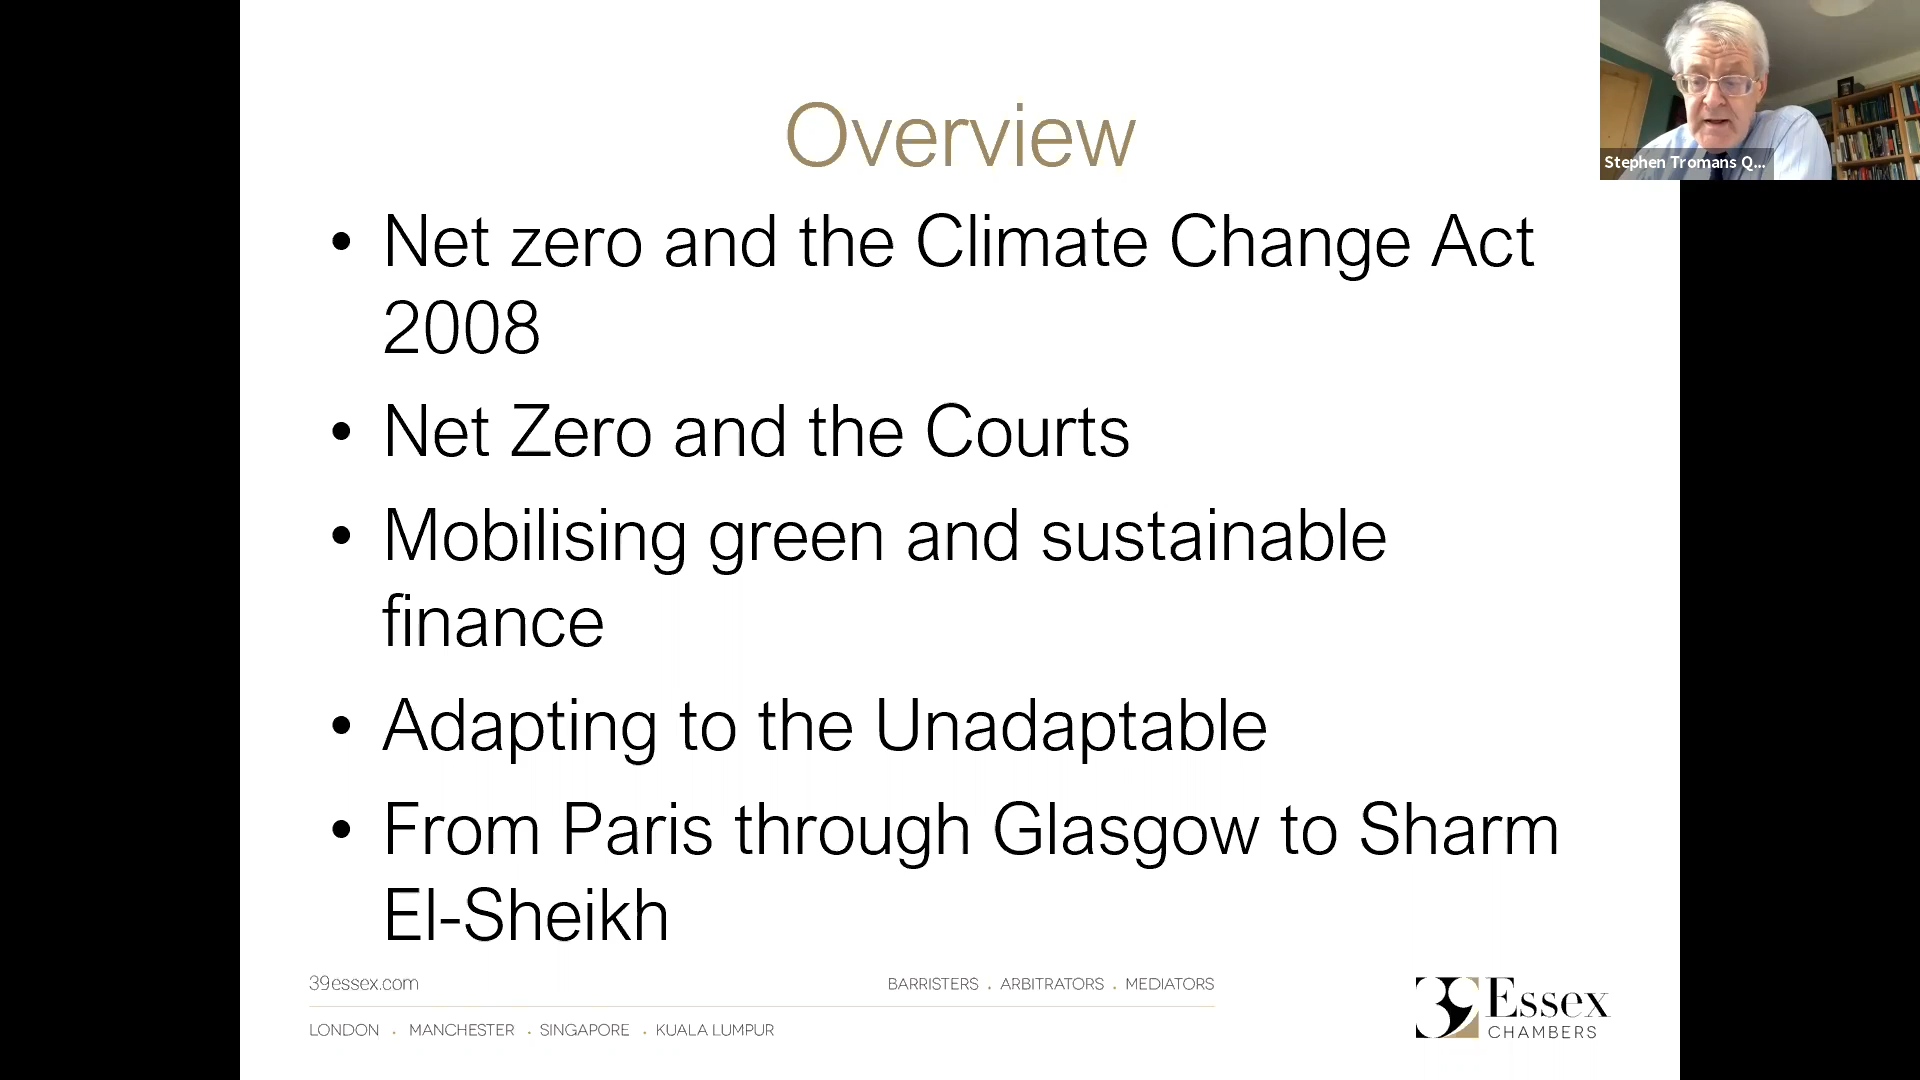 Overview
• Net zero and the Climate Change Act
2008
• Net Zero and the Courts
• Mobilising green and sustainable
finance
• Adapting to the Unadaptable
• From Paris through Glasgow to Sharm
El-Sheikh
39essex.com
BARRISTERS . ARBITRATORS . MEDIATORS
LONDON . MANCHESTER . SINGAPORE . KUALA LUMPUR
39 Essex
CHAMBERS
Stephen Tromans Q...